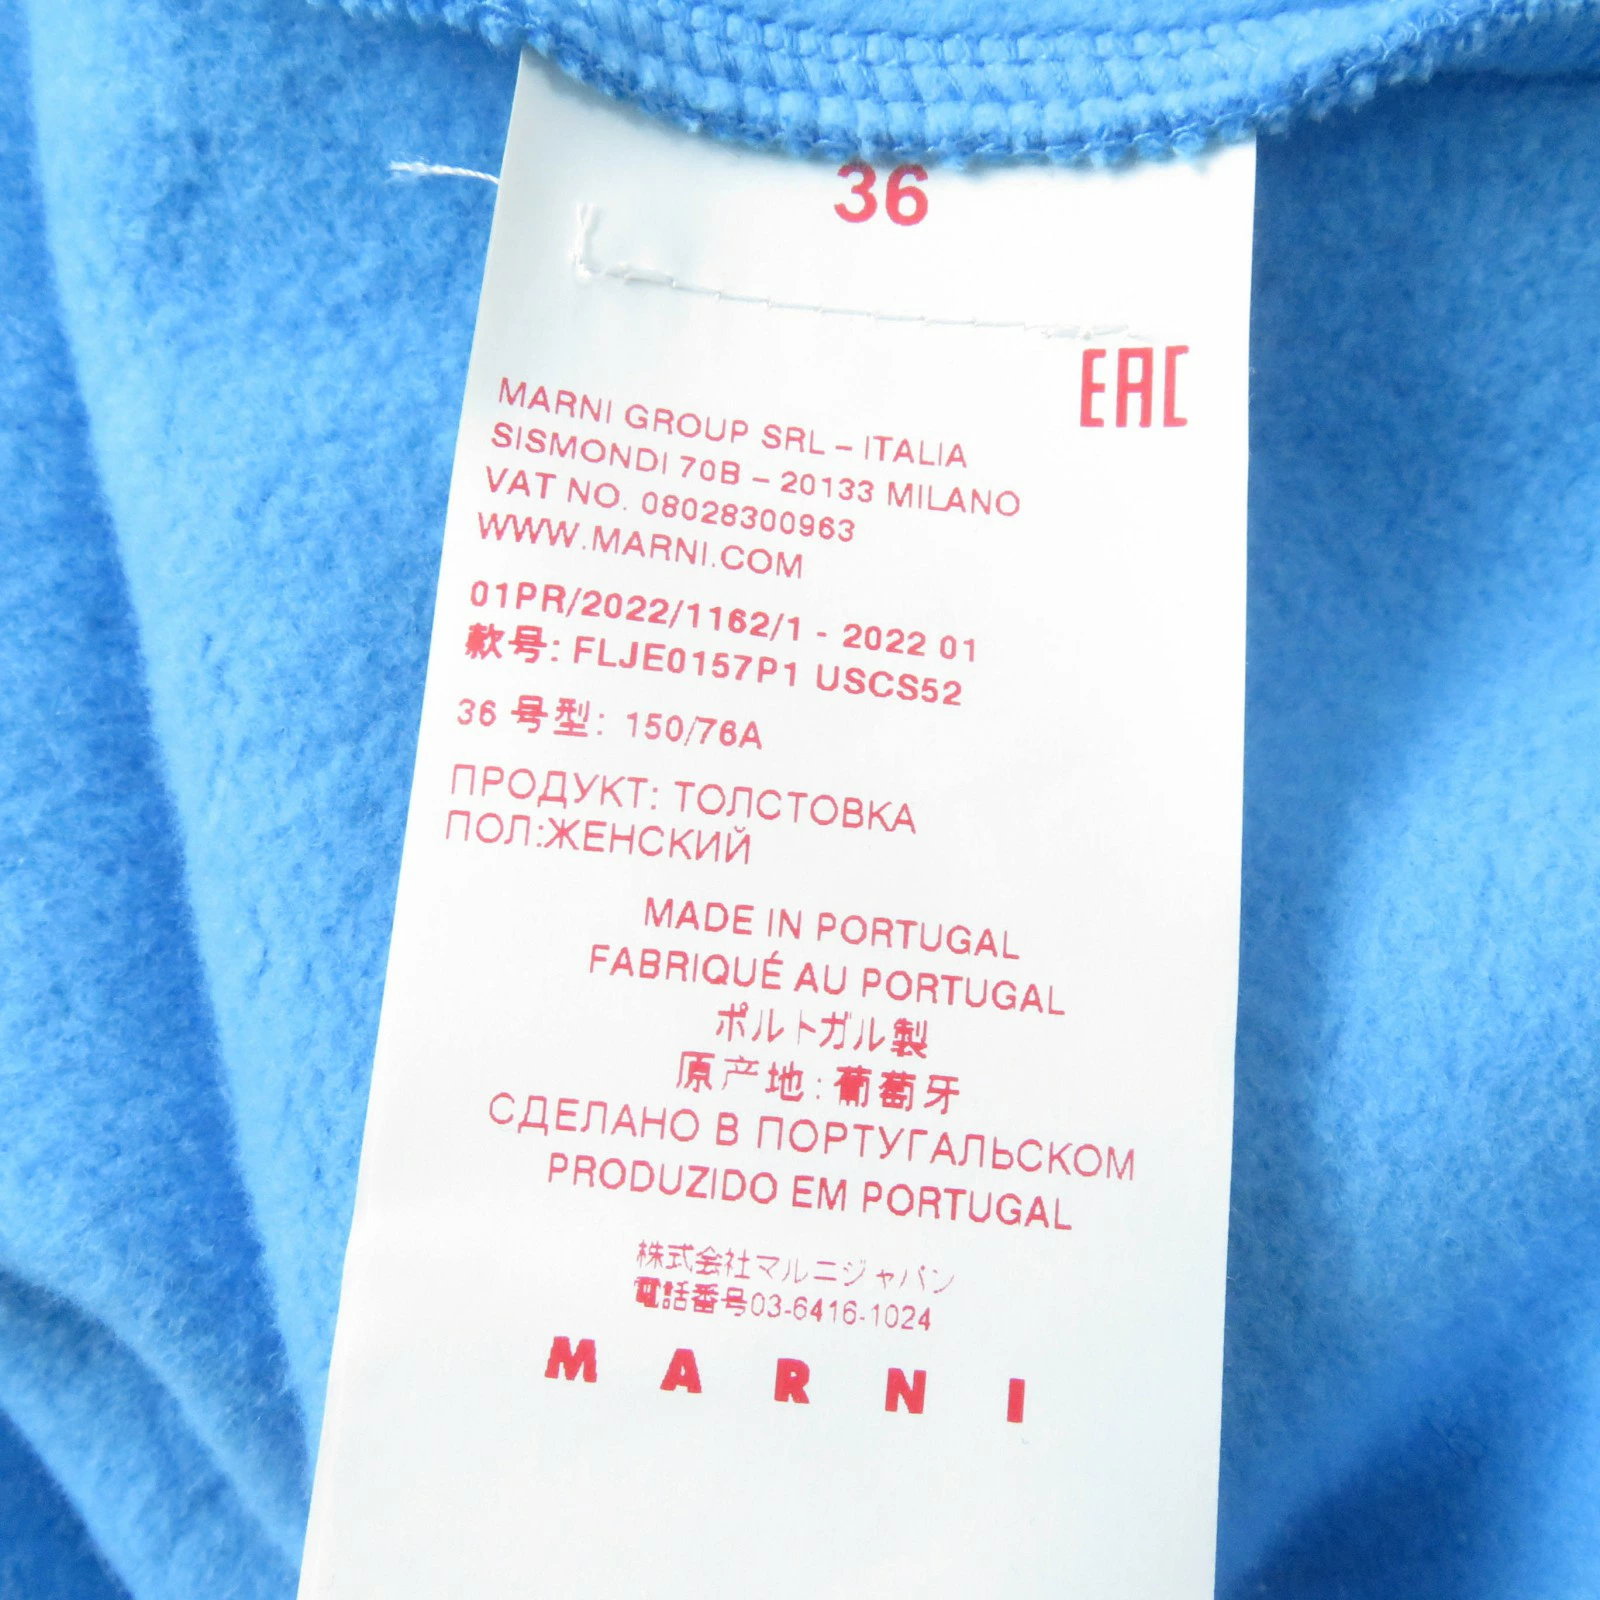 36
EAC
MARNI GROUP SRL – ITALIA
SISMONDI 70B – 20133 MILANO
VAT NO. 08028300963
WWW.MARNI.COM
01PR/2022/1162/1 - 2022 01
款号: FLJE0157P1 USCS52
36 号型: 150/76A
ПРОДУКТ: ТОЛСТОВКА
ПОЛ:ЖЕНСКИЙ
MADE IN PORTUGAL
FABRIQUÉ AU PORTUGAL
ポルトガル製
原产地: 葡萄牙
СДЕЛАНО В ПОРТУГАЛЬСКОМ
PRODUZIDO EM PORTUGAL
株式会社マルニジャパン
電話番号03-6416-1024
MARNI